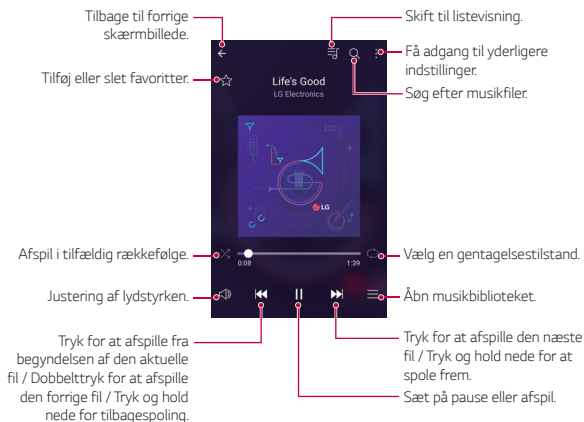 Tilbage til forrige
skærmbillede.
Skift til listevisning.
Få adgang til yderligere
indstillinger.
Tilføj eller slet favoritter.
Søg efter musikfiler.
Life's Good
LG Electronics
LG
Afspil i tilfældig rækkefølge.
Vælg en gentagelsestilstand.
0:08
1:39
Justering af lydstyrken.
Åbn musikbiblioteket.
Tryk for at afspille fra
begyndelsen af den aktuelle
fil / Dobbelttryk for at afspille
den forrige fil / Tryk og hold
nede for tilbagespoling.
Tryk for at afspille den næste
fil / Tryk og hold nede for at
spole frem.
Sæt på pause eller afspil.